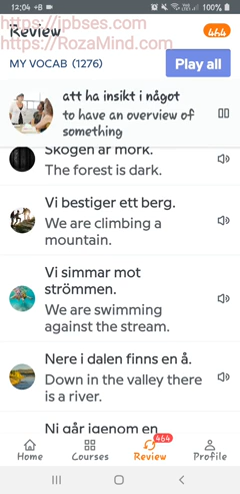 12:04 +B
100%
https://jpbses.com
Review
464
https://RozaMind.com
MY VOCAB (1276)
Play all
att ha insikt i något
to have an overview of
something
Skogen är mörk.
The forest is dark.
Vi bestiger ett berg.
We are climbing a
mountain.
Vi simmar mot
strömmen.
We are swimming
against the stream.
Nere i dalen finns en å.
Down in the valley there
is a river.
Ni går igenom en
464
Home
Courses
Review
Profile